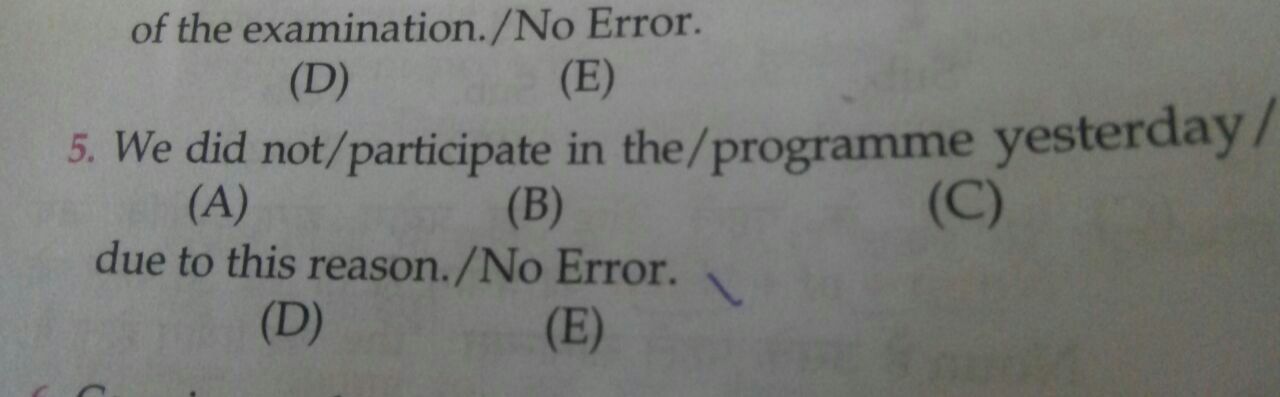 of the examination./No Error.
(D) (E)
5. We did not/participate in the/programme yesterday/
(A) (B) (C)
due to this reason./No Error.
(D) (E)